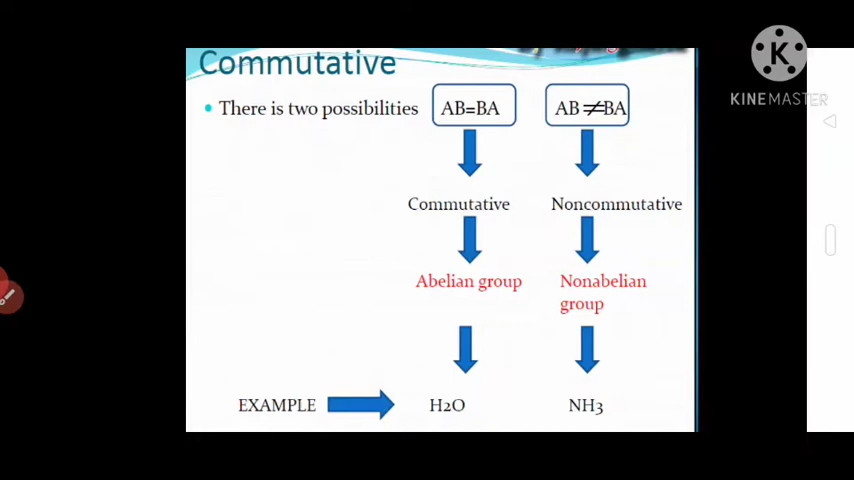 Commutative
There is two possibilities AB=BA AB≠BA
Commutative Noncommutative
Abelian group Nonabelian
group
EXAMPLE H2O NH3
K
KINEMASTER